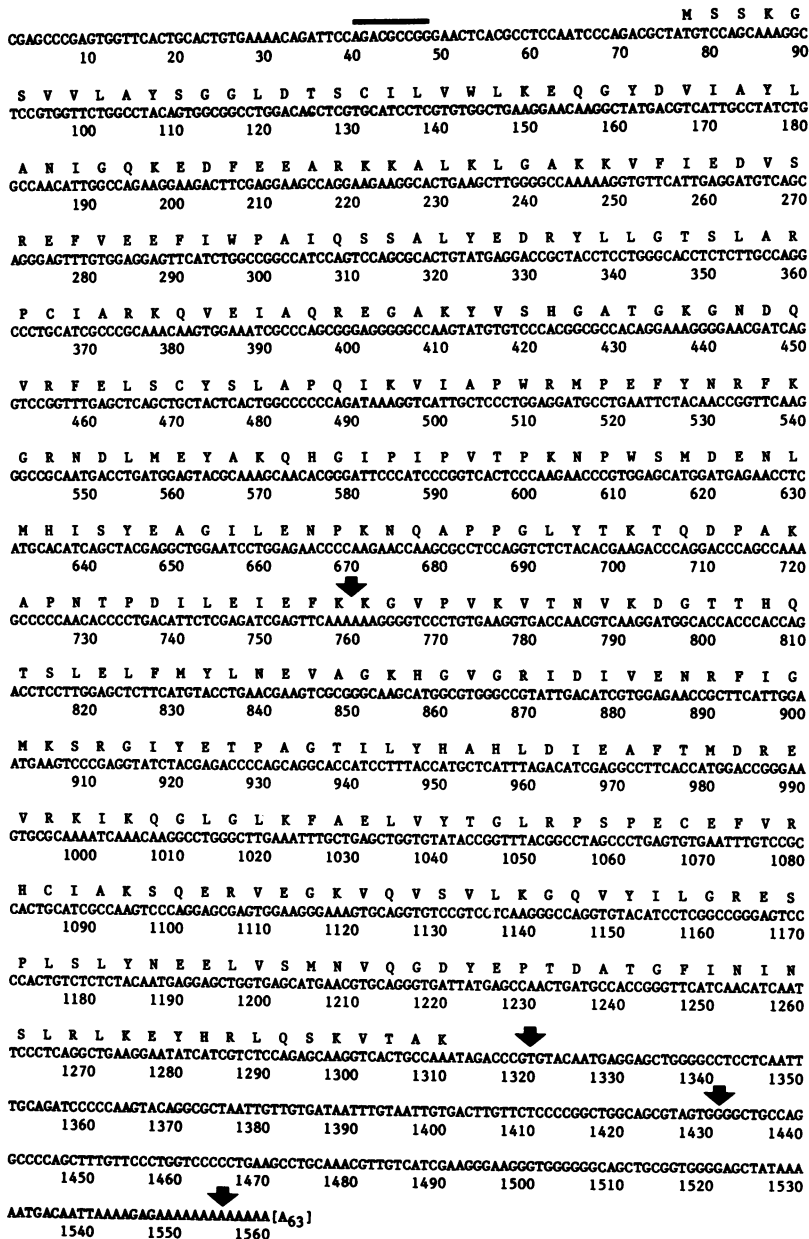 M S S K G
CGAGCCCGAGTGGTTCACTGCACTGTGAAAACAGATTCCAGACGCCGGGAACTCACGCCTCCAATCCCAGACGCTATGTCCAGCAAAGGC
10 20 30 40 50 60 70 80 90
S V V L A Y S G G L D T S C I L V W L K E Q G Y D V I A Y L
TCCGTGGTTCTGGCCTACAGTGGCGGCCTGGACACCTCGTGCATCCTCGTGTGGCTGAAGGAACAAGGCTATGACGTCATTGCCTATCTG
100 110 120 130 140 150 160 170 180
A N I G Q K E D F E E A R K K A L K L G A K K V F I E D V S
GCCAACATTGGCCAGAAGGAAGACTTCGAGGAAGCCAGGAAGAAGGCACTGAAGCTTGGGGCCAAAAAGGTGTTCATTGAGGATGTCAGC
190 200 210 220 230 240 250 260 270
R E F V E E F I W P A I Q S S A L Y E D R Y L L G T S L A R
AGGGAGTTTGTGGAGGAGTTCATCTGGCCGGCCATCCAGTCCAGCGCACTGTATGAGGACCGCTACCTCCTGGGCACCTCTCTTGCCAGG
280 290 300 310 320 330 340 350 360
P C I A R K Q V E I A Q R E G A K Y V S H G A T G K G N D Q
CCCTGCATCGCCCGCAAACAAGTGGAAATCGCCCAGCGGGAGGGGGCCAAGTATGTGTCCCACGGCGCCACAGGAAAGGGGAACGATCAG
370 380 390 400 410 420 430 440 450
V R F E L S C Y S L A P Q I K V I A P W R M P E F Y N R F K
GTCCGGTTTGAGCTCAGCTGCTACTCACTGGCCCCCCAGATAAAGGTCATTGCTCCCTGGAGGATGCCTGAATTCTACAACCGGTTCAAG
460 470 480 490 500 510 520 530 540
G R N D L M E Y A K Q H G I P I P V T P K N P W S M D E N L
GGCCGCAATGACCTGATGGAGTACGCAAAGCAACACGGGATTCCCATCCCGGTCACTCCCAAGAACCCGTGGAGCATGGATGAGAACCTC
550 560 570 580 590 600 610 620 630
M H I S Y E A G I L E N P K N Q A P P G L Y T K T Q D P A K
ATGCACATCAGCTACGAGGCTGGAATCCTGGAGAACCCCAAGAACCAAGCGCCTCCAGGTCTCTACACGAAGACCCAGGACCCAGCCAAA
640 650 660 670 680 690 700 710 720
A P N T P D I L E I E F K K G V P V K V T N V K D G T T H Q
GCCCCCAACACCCCTGACATTCTCGAGATCGAGTTCAAAAAAGGGGTCCCTGTGAAGGTGACCAACGTCAAGGATGGCACCACCCACCAG
730 740 750 760 770 780 790 800 810
T S L E L F M Y L N E V A G K H G V G R I D I V E N R F I G
ACCTCCTTGGAGCTCTTCATGTACCTGAACGAAGTCGCGGGCAAGCATGGCGTGGGCCGTATTGACATCGTGGAGAACCGCTTCATTGGA
820 830 840 850 860 870 880 890 900
M K S R G I Y E T P A G T I L Y H A H L D I E A F T M D R E
ATGAAGTCCCGAGGTATCTACGAGACCCCAGCAGGCACCATCCTTTACCATGCTCATTTAGACATCGAGGCCTTCACCATGGACCGGGAA
910 920 930 940 950 960 970 980 990
V R K I K Q G L G L K F A E L V Y T G L R P S P E C E F V R
GTGCGCAAAATCAAACAAGGCCTGGGCTTGAAATTTGCTGAGCTGGTGTATACCGGTTTACGGCCTAGCCCTGAGTGTGAATTTGTCCGC
1000 1010 1020 1030 1040 1050 1060 1070 1080
H C I A K S Q E R V E G K V Q V S V L K G Q V Y I L G R E S
CACTGCATCGCCAAGTCCCAGGAGCGAGTGGAAGGGAAAGTGCAGGTGTCCGTCCTCAAGGGCCAGGTGTACATCCTCGGCCGGGAGTCC
1090 1100 1110 1120 1130 1140 1150 1160 1170
P L S L Y N E E L V S M N V Q G D Y E P T D A T G F I N I N
CCACTGTCTCTCTACAATGAGGAGCTGGTGAGCATGAACGTGCAGGGTGATTATGAGCCAACTGATGCCACCGGGTTCATCAACATCAAT
1180 1190 1200 1210 1220 1230 1240 1250 1260
S L R L K E Y H R L Q S K V T A K
TCCCTCAGGCTGAAGGAATATCATCGTCTCCAGAGCAAGGTCACTGCCAAATAGACCCGTGTACAATGAGGAGCTGGGGCCTCCTCAATT
1270 1280 1290 1300 1310 1320 1330 1340 1350
TGCAGATCCCCCAAGTACAGGCGCTAATTGTTGTGATAATTTGTAATTGTGACTTGTTCTCCCCGGCTGGCAGCGTAGTGGGGCTGCCAG
1360 1370 1380 1390 1400 1410 1420 1430 1440
GCCCCAGCTTTGTTCCCTGGTCCCCCTGAAGCCTGCAAACGTTGTCATCGAAGGGAAGGGTGGGGGGCAGCTGCGGTGGGGAGCTATAAA
1450 1460 1470 1480 1490 1500 1510 1520 1530
AATGACAATTAAAAGAGAAAAAAAAAAAAA[A63]
1540 1550 1560